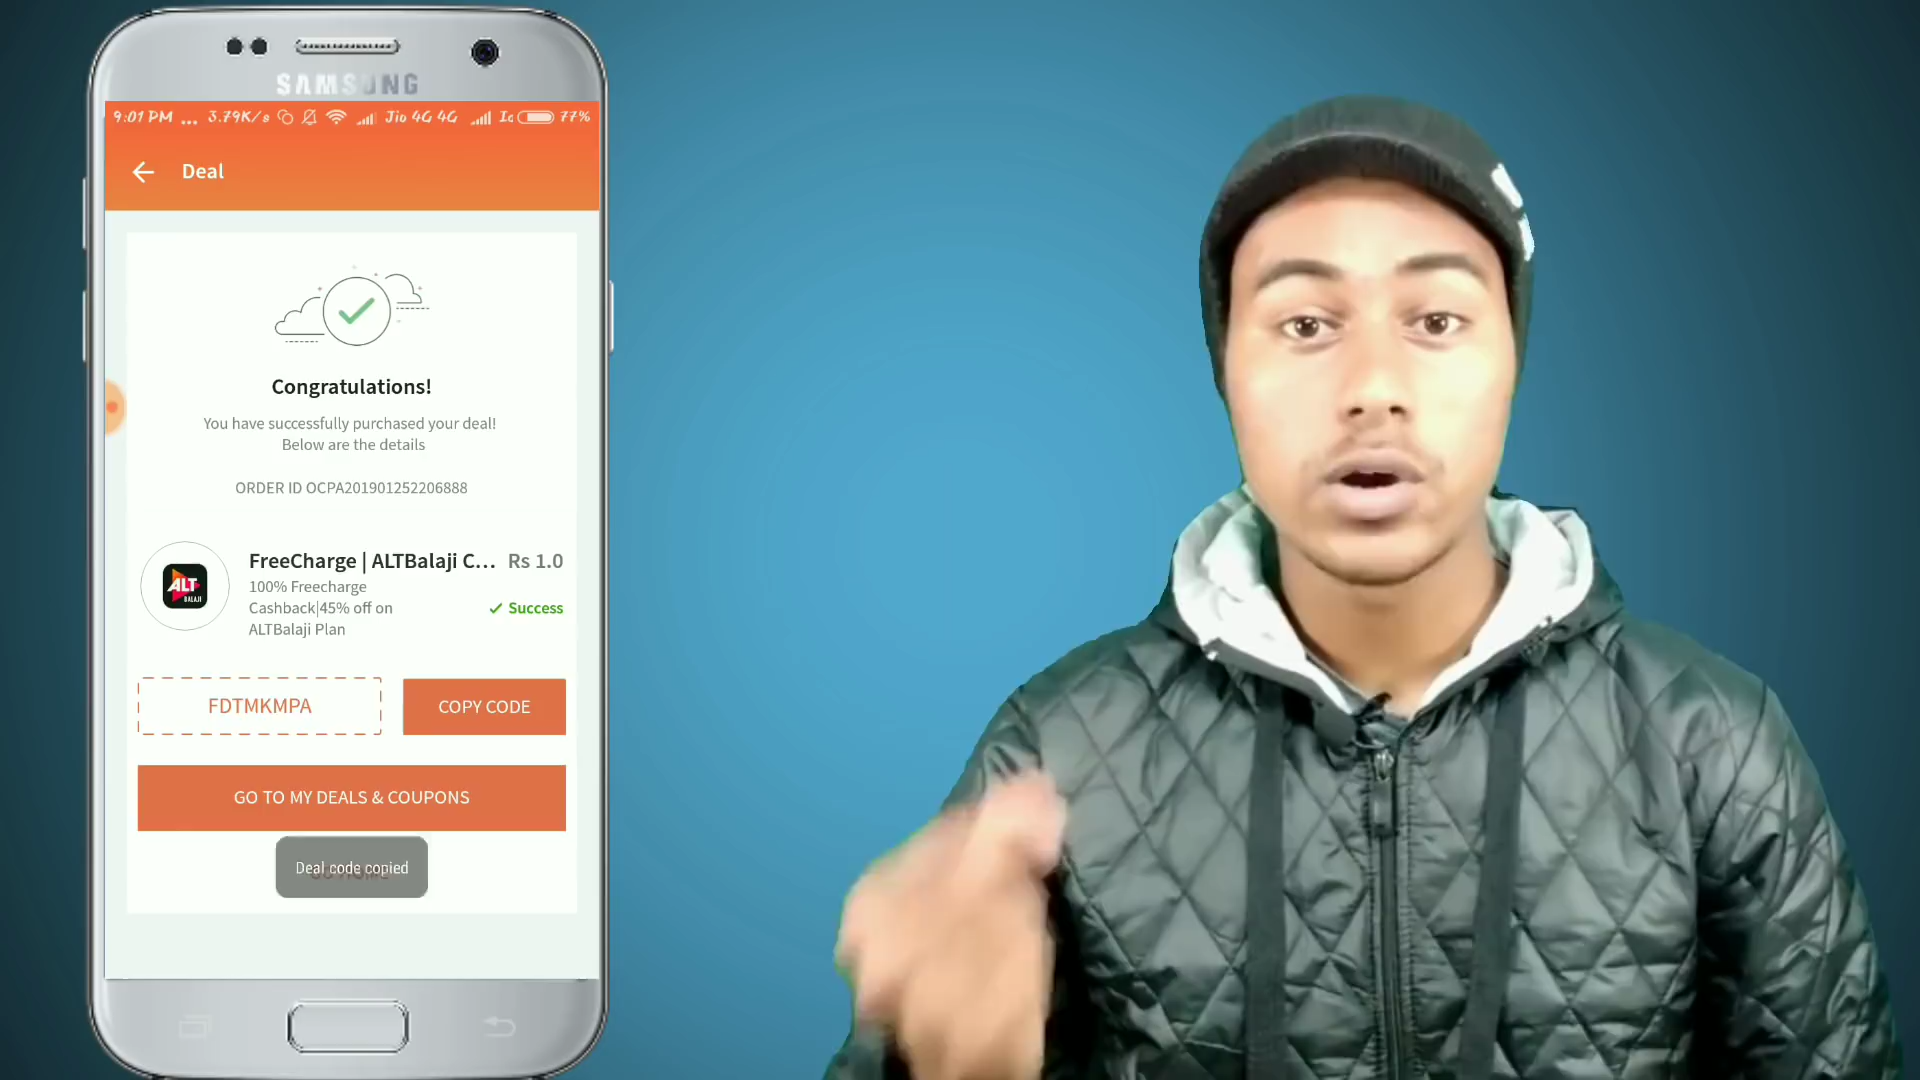 SAMSUNG
9:01 PM ... 3.79K/s Jio 4G 4G 77%
Deal
Congratulations!
You have successfully purchased your deal!
Below are the details
ORDER ID OCPA201901252206888
FreeCharge | ALTBalaji C... Rs 1.0
100% Freecharge
Cashback|45% off on
ALTBalaji Plan
Success
ALT
BALAJI
FDTMKMPA
COPY CODE
GO TO MY DEALS & COUPONS
Deal code copied